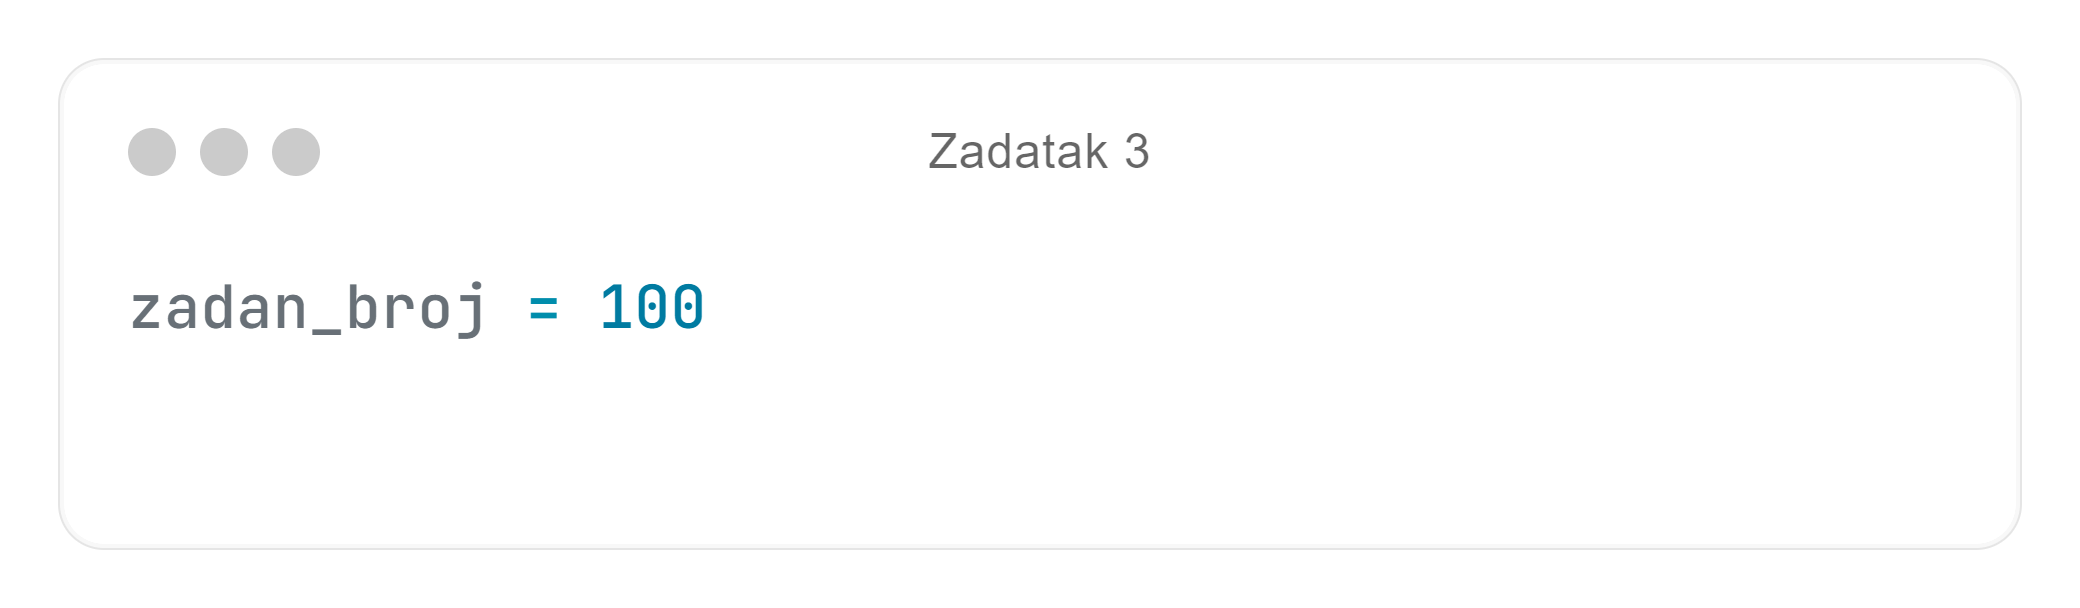 Zadatak 3
zadan_broj = 100